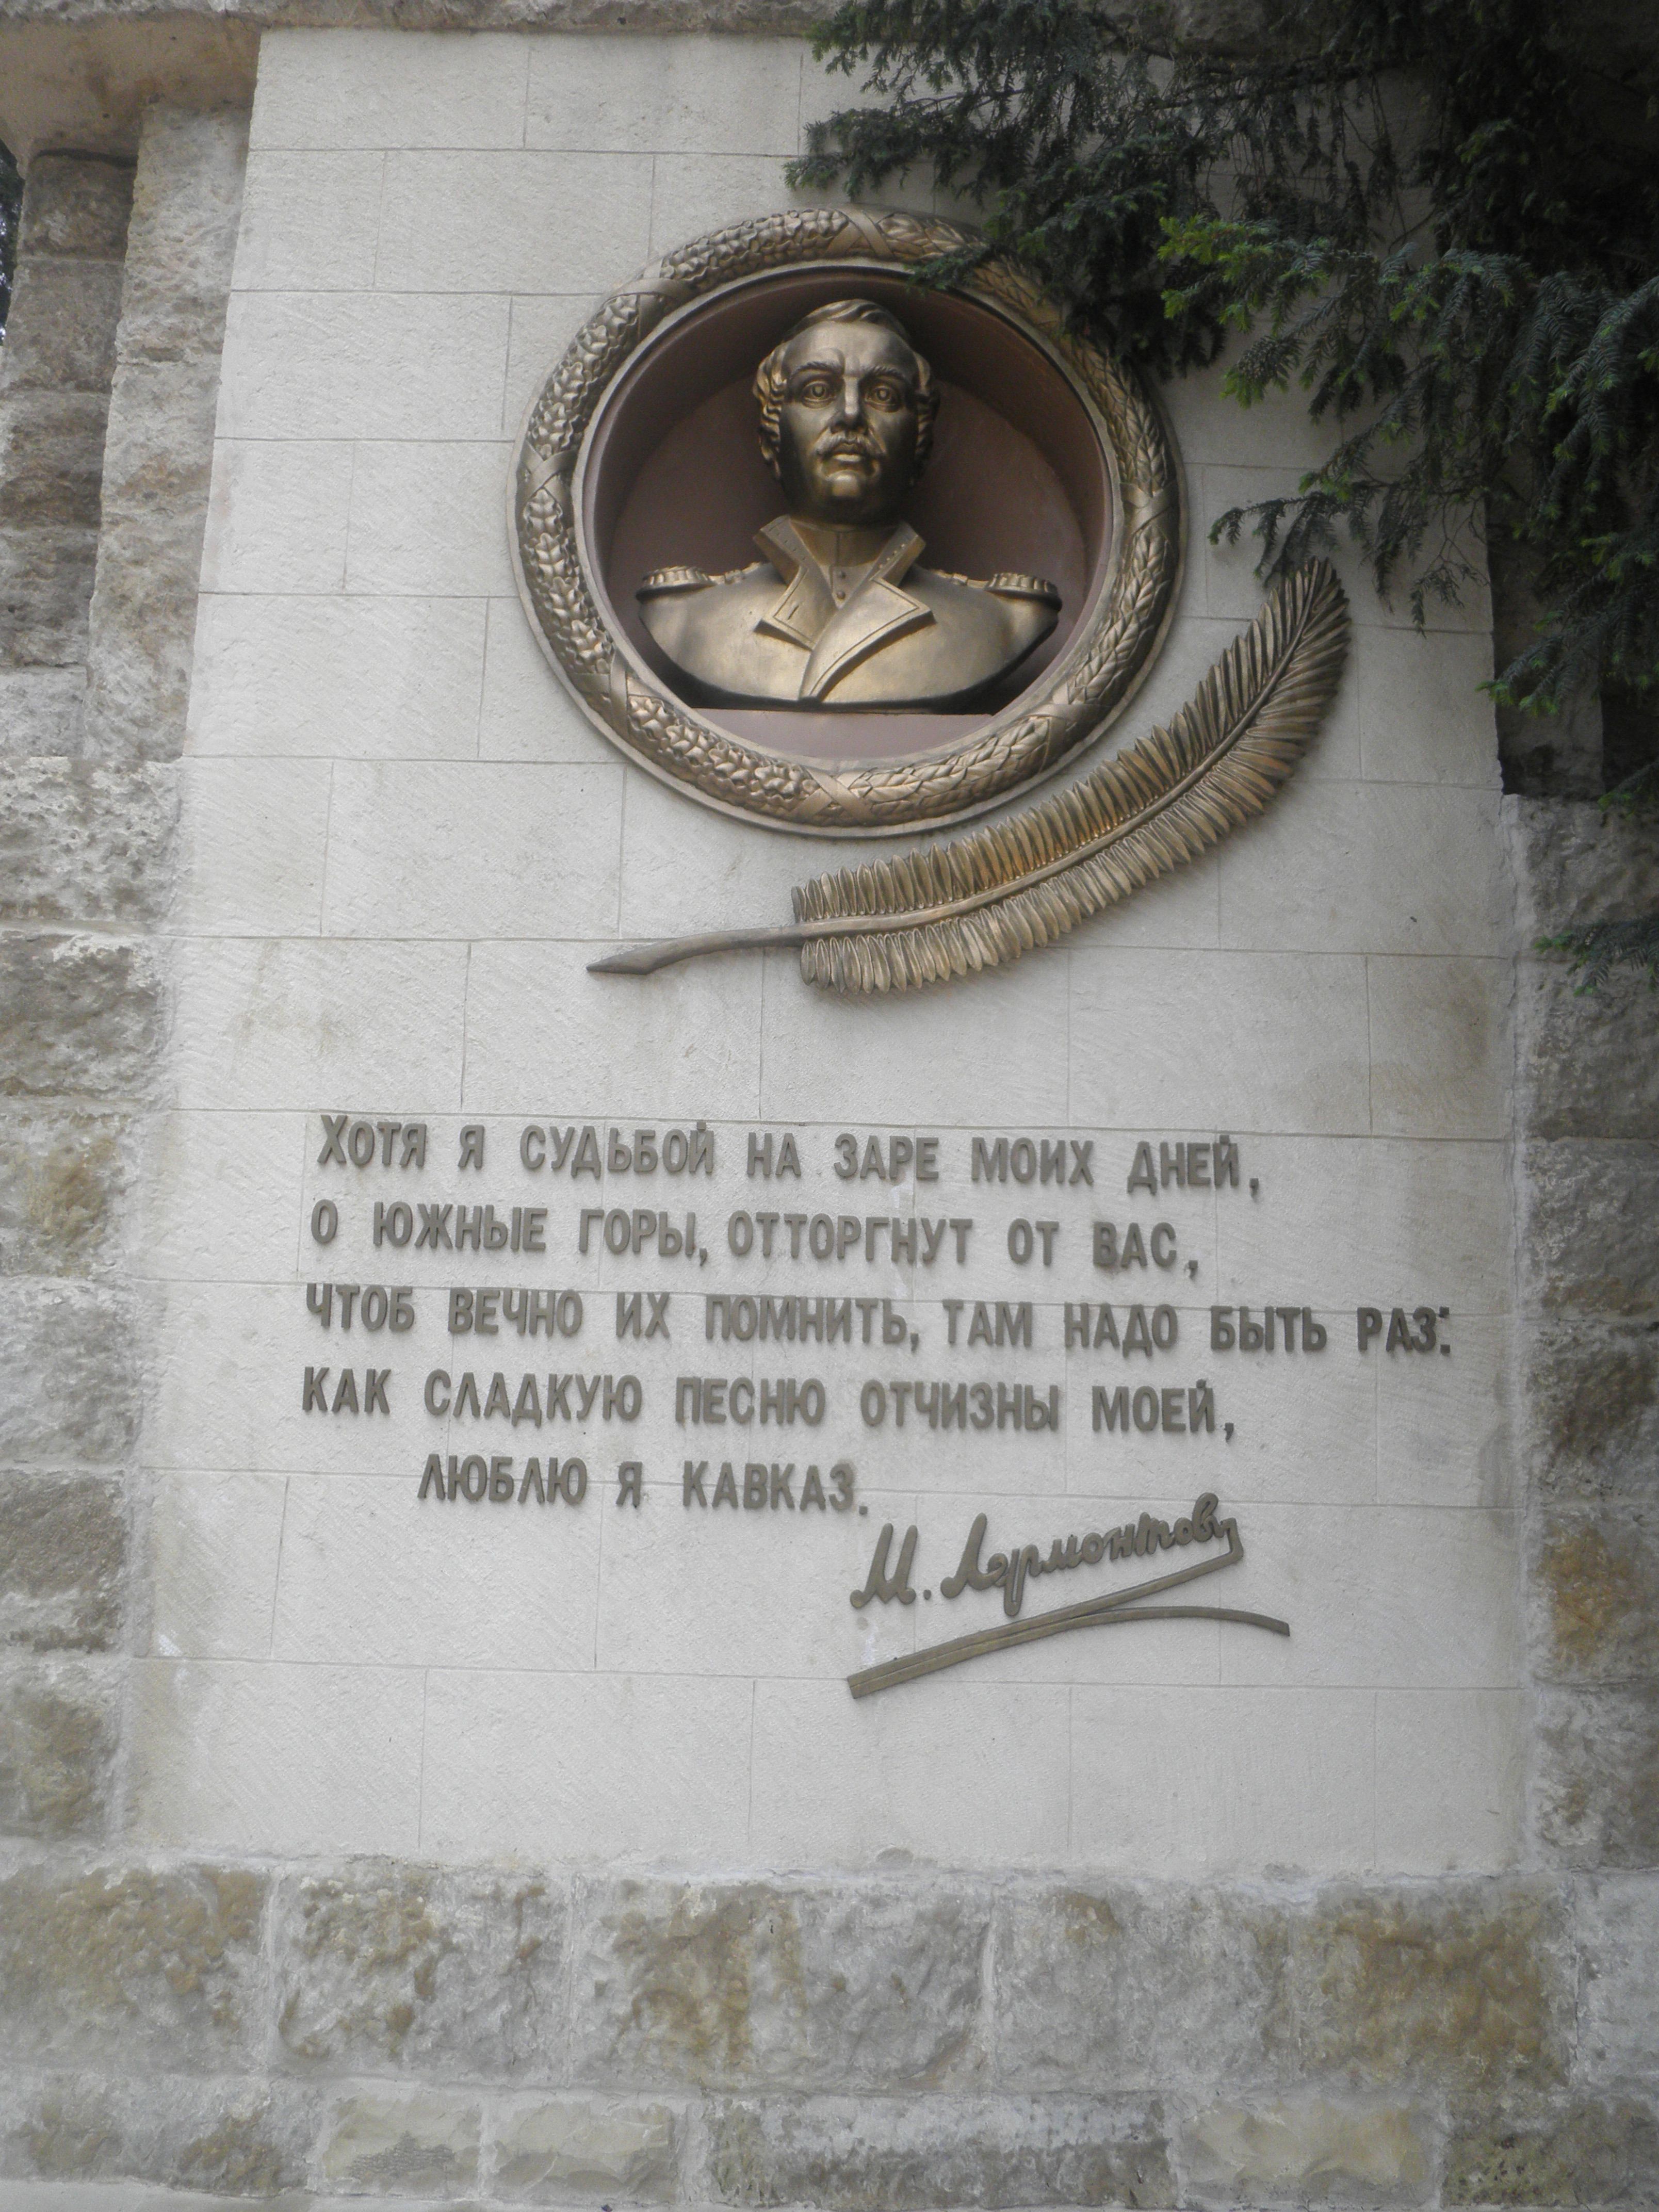 ХОТЯ Я СУДЬБОЙ НА ЗАРЕ МОИХ ДНЕЙ,
О ЮЖНЫЕ ГОРЫ, ОТТОРГНУТ ОТ ВАС,
ЧТОБ ВЕЧНО ИХ ПОМНИТЬ, ТАМ НАДО БЫТЬ РАЗ:
КАК СЛАДКУЮ ПЕСНЮ ОТЧИЗНЫ МОЕЙ,
ЛЮБЛЮ Я КАВКАЗ.
М. Лермонтовъ